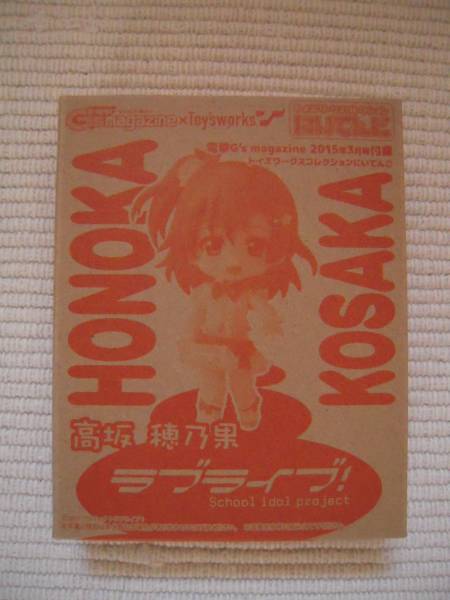 G's magazine×Toysworks
電撃G's magazine 2015年3月号付録
トイズワークスコレクションにいてんご
HONOKA
KOSAKA
高坂 穂乃果
ラブライブ!
School idol project